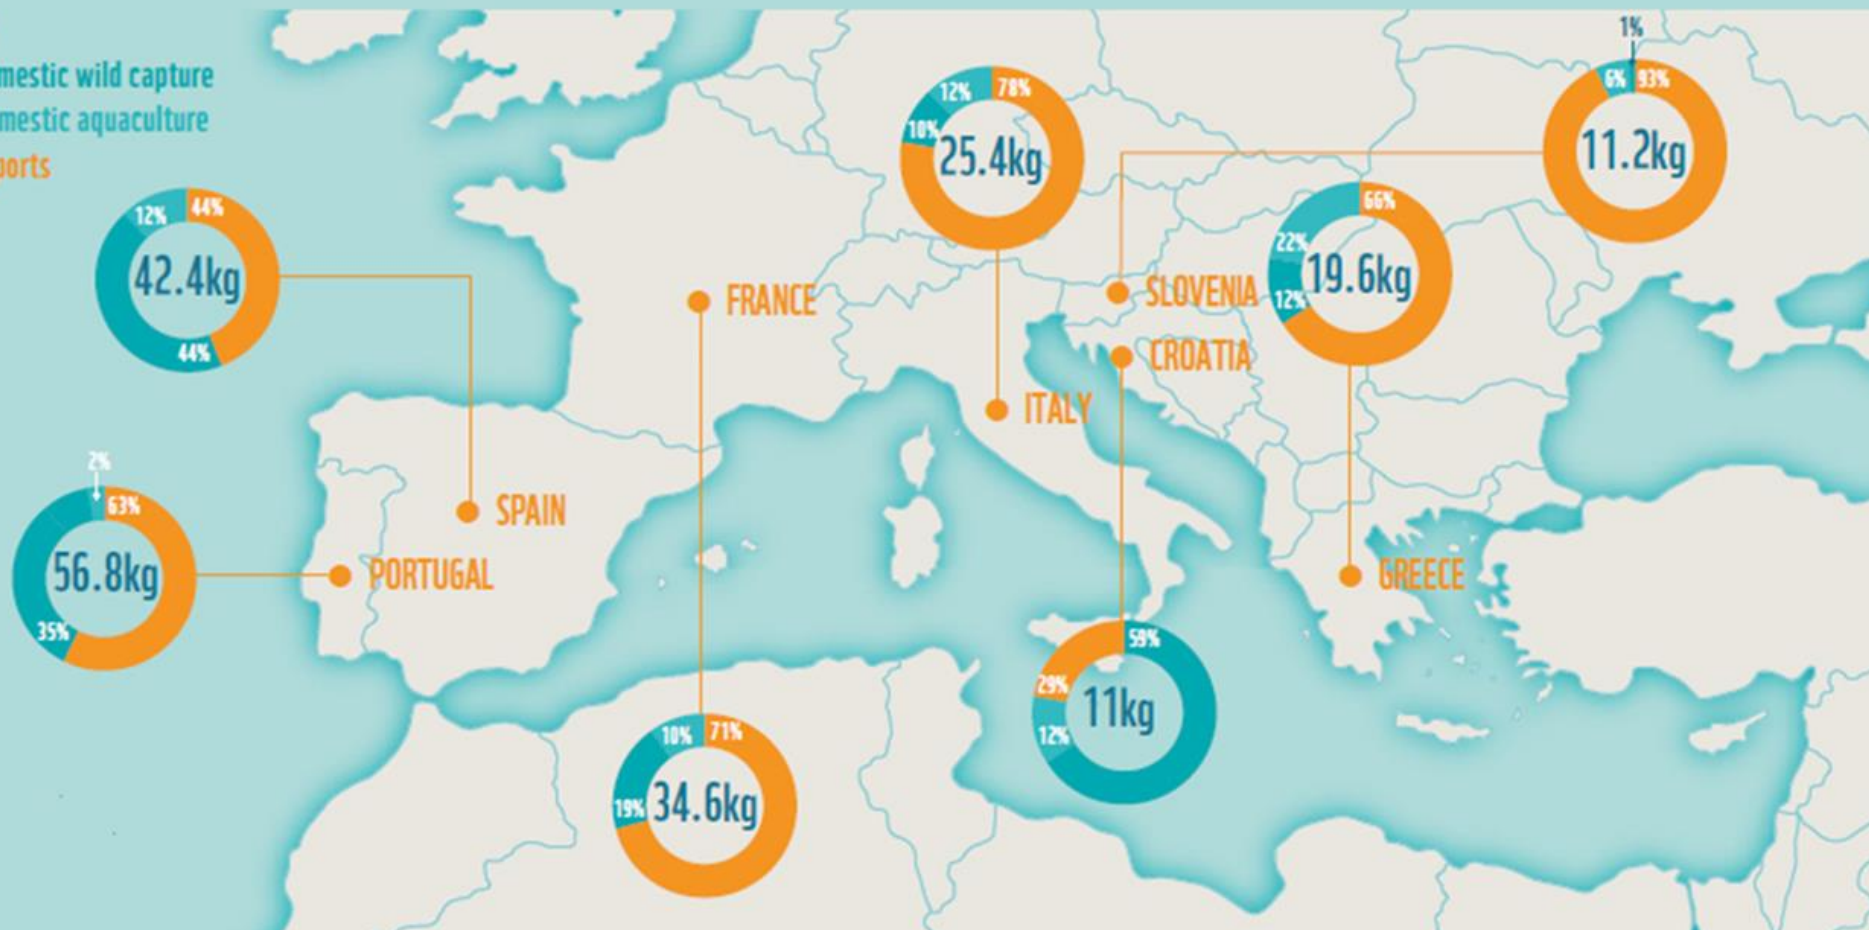 mestic wild capture
mestic aquaculture
ports
12% 44%
42.4kg
44%
2%
63%
56.8kg
35%
SPAIN
PORTUGAL
FRANCE
10% 71%
19% 34.6kg
12% 78%
10% 25.4kg
ITALY
1%
6% 93%
11.2kg
SLOVENIA
CROATIA
66%
22% 19.6kg
12%
GREECE
59%
29%
11kg
12%